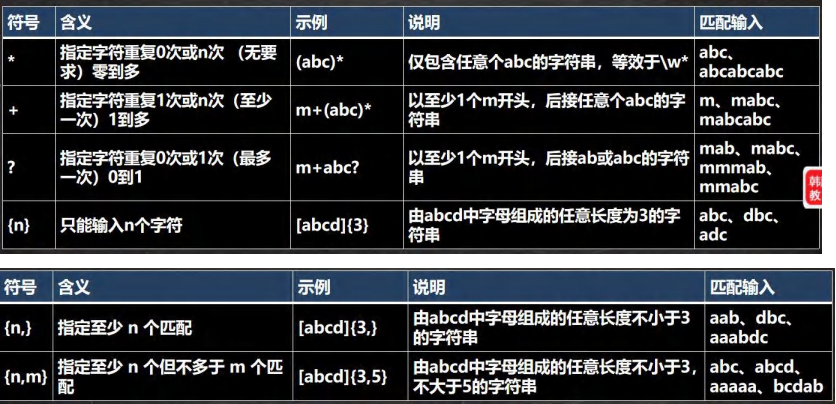 符号 含义 示例 说明 匹配输入
* 指定字符重复0次或n次 （无要求）零到多 (abc)* 仅包含任意个abc的字符串，等效于\w* abc、abcabcabc
+ 指定字符重复1次或n次（至少一次）1到多 m+(abc)* 以至少1个m开头，后接任意个abc的字符串 m、mabc、mabcabc
? 指定字符重复0次或1次（最多一次）0到1 m+abc? 以至少1个m开头，后接ab或abc的字符串 mab、mabc、mmmab、mmabc
{n} 只能输入n个字符 [abcd]{3} 由abcd中字母组成的任意长度为3的字符串 abc、dbc、adc
符号 含义 示例 说明 匹配输入
{n,} 指定至少 n 个匹配 [abcd]{3,} 由abcd中字母组成的任意长度不小于3的字符串 aab、dbc、aaabdc
{n,m} 指定至少 n 个但不多于 m 个匹配 [abcd]{3,5} 由abcd中字母组成的任意长度不小于3，不大于5的字符串 abc、abcd、aaaaa、bcdab